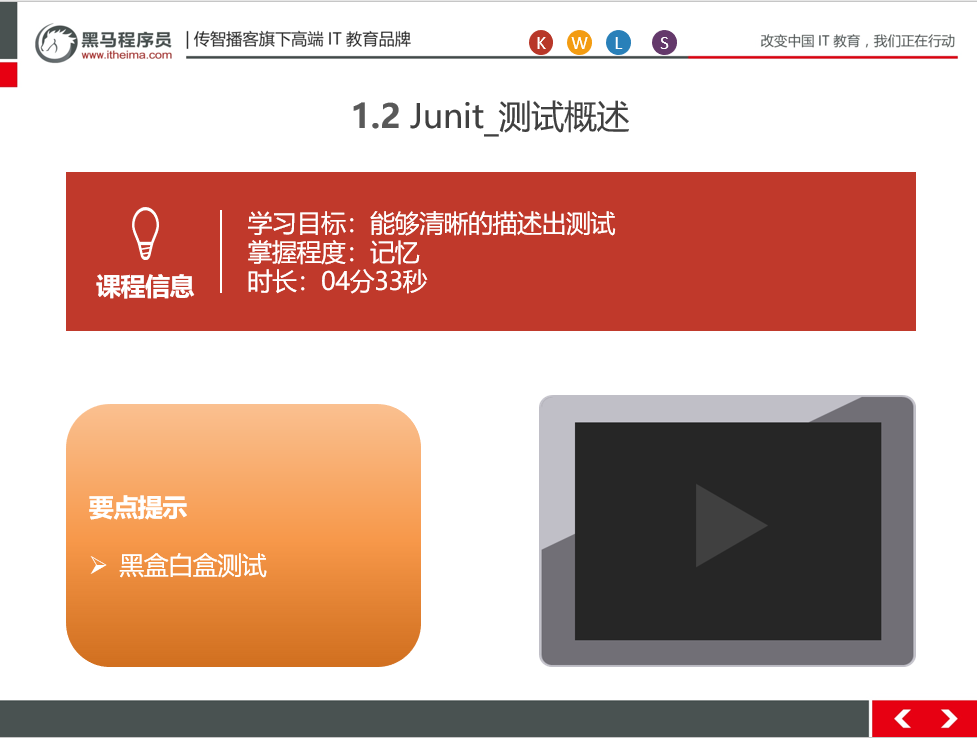 黑马程序员
www.itheima.com
传智播客旗下高端 IT 教育品牌
K W L S
改变中国 IT 教育，我们正在行动
1.2 Junit_测试概述
课程信息
学习目标：能够清晰的描述出测试
掌握程度：记忆
时长：04分33秒
要点提示
➢ 黑盒白盒测试